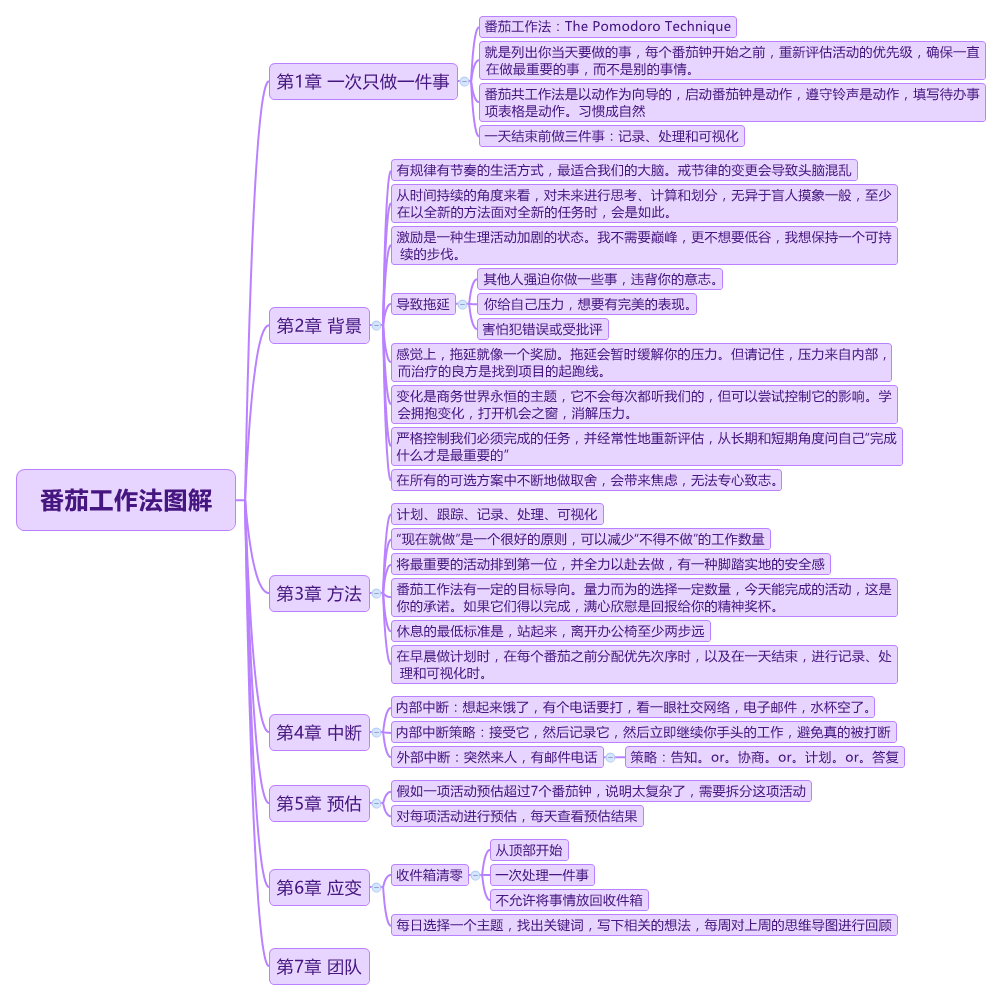 番茄工作法图解
第1章 一次只做一件事
番茄工作法：The Pomodoro Technique
就是列出你当天要做的事，每个番茄钟开始之前，重新评估活动的优先级，确保一直
在做最重要的事，而不是别的事情。
番茄共工作法是以动作为向导的，启动番茄钟是动作，遵守铃声是动作，填写待办事
项表格是动作。习惯成自然
一天结束前做三件事：记录、处理和可视化
第2章 背景
有规律有节奏的生活方式，最适合我们的大脑。戒节律的变更会导致头脑混乱
从时间持续的角度来看，对未来进行思考、计算和划分，无异于盲人摸象一般，至少
在以全新的方法面对全新的任务时，会是如此。
激励是一种生理活动加剧的状态。我不需要巅峰，更不想要低谷，我想保持一个可持
续的步伐。
导致拖延
其他人强迫你做一些事，违背你的意志。
你给自己压力，想要有完美的表现。
害怕犯错误或受批评
感觉上，拖延就像一个奖励。拖延会暂时缓解你的压力。但请记住，压力来自内部，
而治疗的良方是找到项目的起跑线。
变化是商务世界永恒的主题，它不会每次都听我们的，但可以尝试控制它的影响。学
会拥抱变化，打开机会之窗，消解压力。
严格控制我们必须完成的任务，并经常性地重新评估，从长期和短期角度问自己“完成
什么才是最重要的”
在所有的可选方案中不断地做取舍，会带来焦虑，无法专心致志。
第3章 方法
计划、跟踪、记录、处理、可视化
“现在就做”是一个很好的原则，可以减少“不得不做”的工作数量
将最重要的活动排到第一位，并全力以赴去做，有一种脚踏实地的安全感
番茄工作法有一定的目标导向。量力而为的选择一定数量，今天能完成的活动，这是
你的承诺。如果它们得以完成，满心欣慰是回报给你的精神奖杯。
休息的最低标准是，站起来，离开办公椅至少两步远
在早晨做计划时，在每个番茄之前分配优先次序时，以及在一天结束，进行记录、处
理和可视化时。
第4章 中断
内部中断：想起来饿了，有个电话要打，看一眼社交网络，电子邮件，水杯空了。
内部中断策略：接受它，然后记录它，然后立即继续你手头的工作，避免真的被打断
外部中断：突然来人，有邮件电话
策略：告知。or。协商。or。计划。or。答复
第5章 预估
假如一项活动预估超过7个番茄钟，说明太复杂了，需要拆分这项活动
对每项活动进行预估，每天查看预估结果
第6章 应变
收件箱清零
从顶部开始
一次处理一件事
不允许将事情放回收件箱
每日选择一个主题，找出关键词，写下相关的想法，每周对上周的思维导图进行回顾
第7章 团队